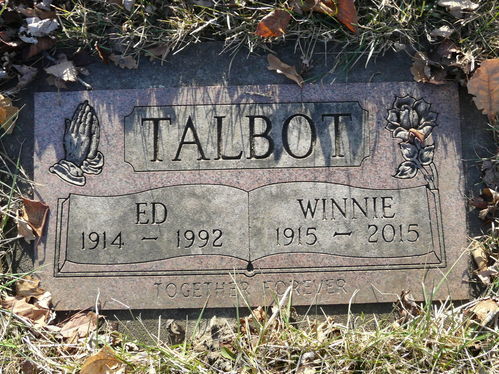 TALBOT
ED WINNIE
1914 – 1992 1915 – 2015
TOGETHER FOREVER